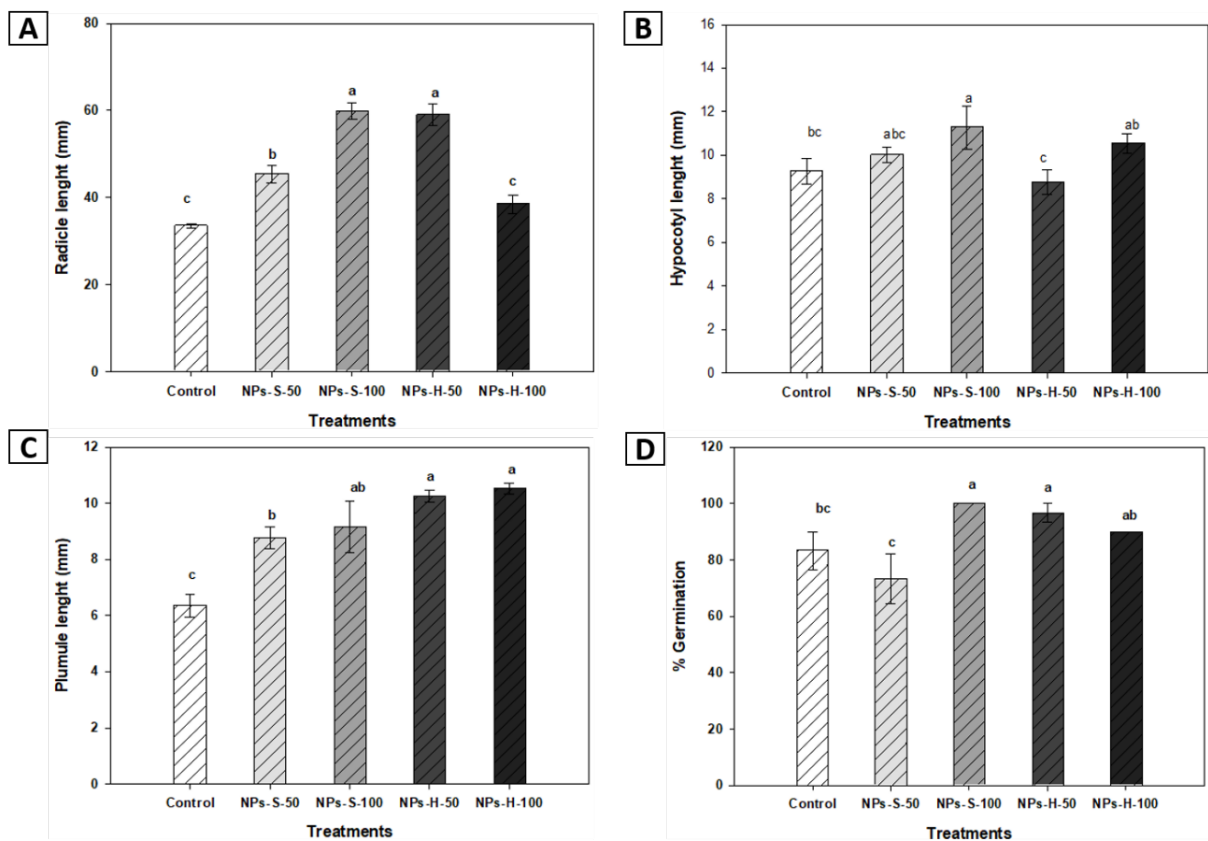 A
Radicle lenght (mm)
80
60
40
20
0
c
b
a
a
c
Control NPs-S-50 NPs-S-100 NPs-H-50 NPs-H-100
Treatments
B
Hypocotyl lenght (mm)
16
14
12
10
8
6
4
2
0
bc
abc
a
c
ab
Control NPs-S-50 NPs-S-100 NPs-H-50 NPs-H-100
Treatments
C
Plumule lenght (mm)
12
10
8
6
4
2
0
c
b
ab
a
a
Control NPs-S-50 NPs-S-100 NPs-H-50 NPs-H-100
Treatments
D
% Germination
120
100
80
60
40
20
0
bc
c
a
a
ab
Control NPs-S-50 NPs-S-100 NPs-H-50 NPs-H-100
Treatments